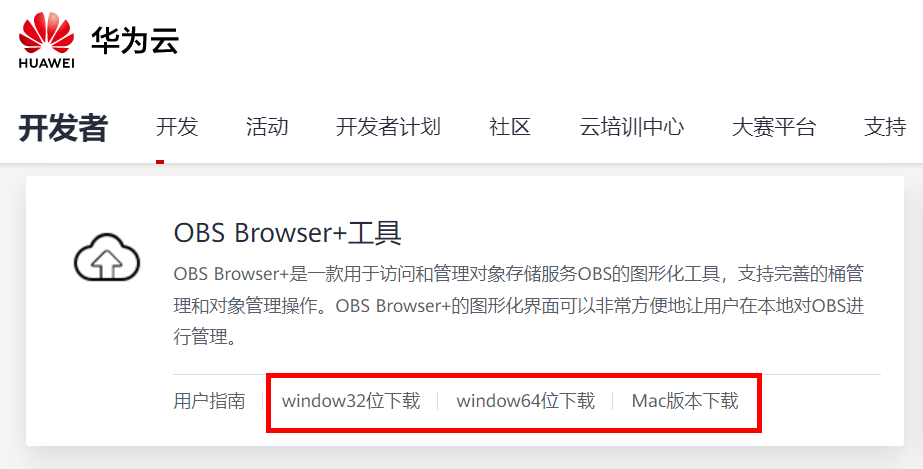 HUAWEI
华为云
开发者 开发 活动 开发者计划 社区 云培训中心 大赛平台 支持
OBS Browser+工具
OBS Browser+是一款用于访问和管理对象存储服务OBS的图形化工具，支持完善的桶管
理和对象管理操作。OBS Browser+的图形化界面可以非常方便地让用户在本地对OBS进
行管理。
用户指南 window32位下载 window64位下载 Mac版本下载